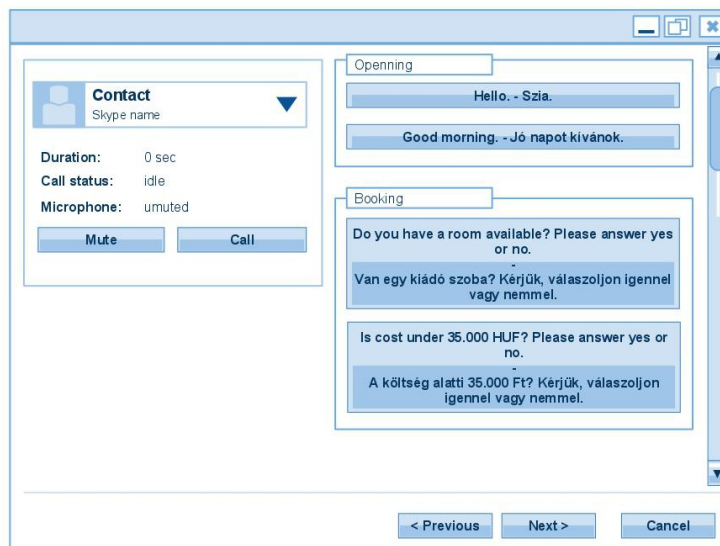 Contact
Skype name
Duration: 0 sec
Call status: idle
Microphone: umuted
Mute Call
Openning
Hello. - Szia.
Good morning. - Jó napot kívánok.
Booking
Do you have a room available? Please answer yes
or no.
-
Van egy kiádó szoba? Kérjük, válaszoljon igennel
vagy nemmel.
Is cost under 35.000 HUF? Please answer yes or
no.
-
A költség alatti 35.000 Ft? Kérjük, válaszoljon
igennel vagy nemmel.
< Previous Next > Cancel